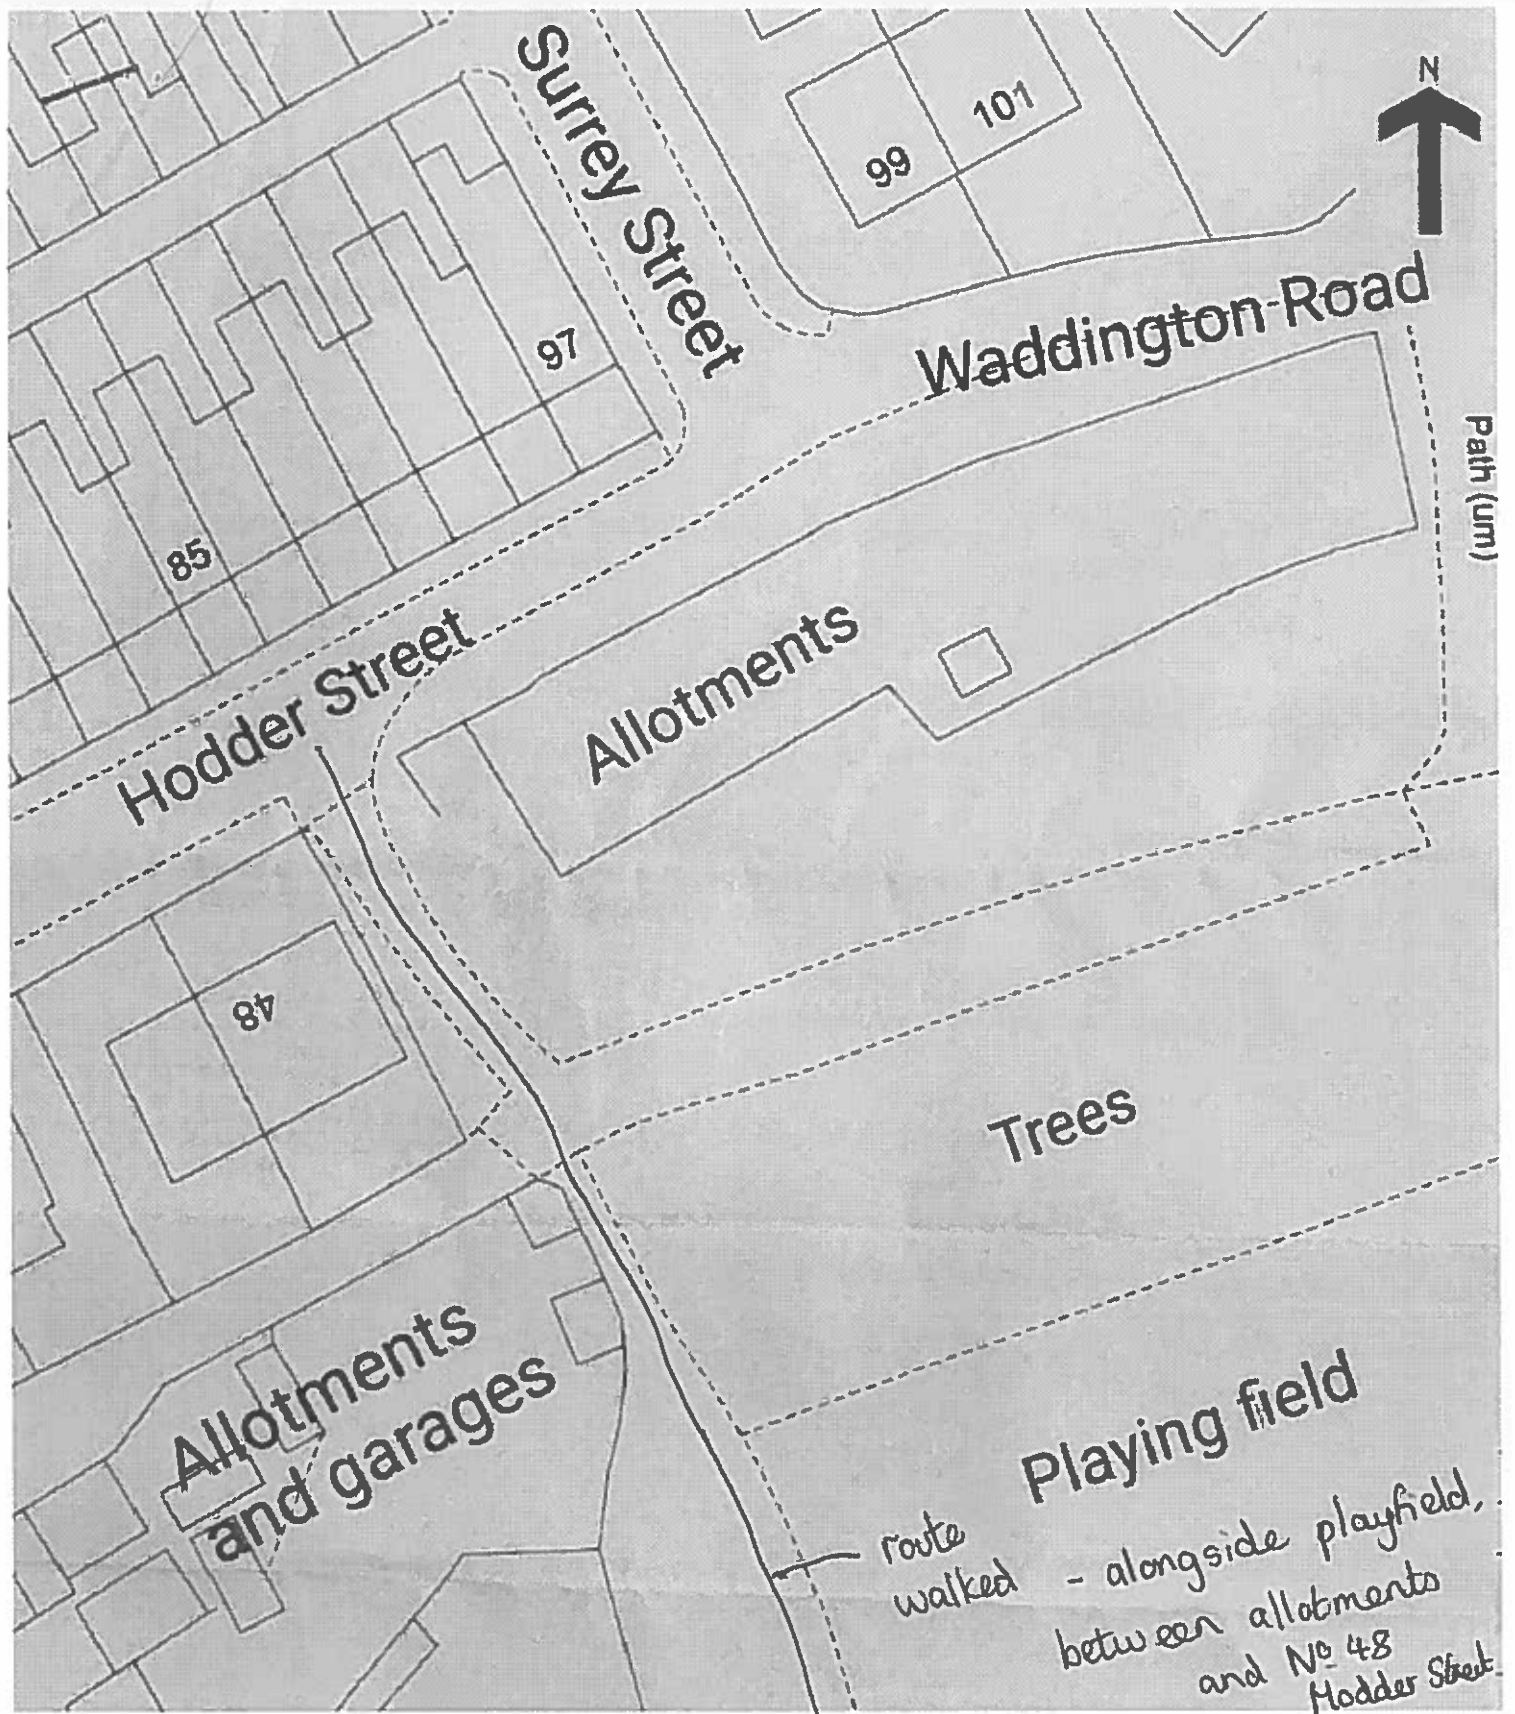 Surrey Street
N
99
101
Waddington Road
97
Path (um)
85
Allotments
Hodder Street
48
Trees
Allotments
and garages
Playing field
route
walked - alongside playfield,
between allotments
and No 48
Hodder Street